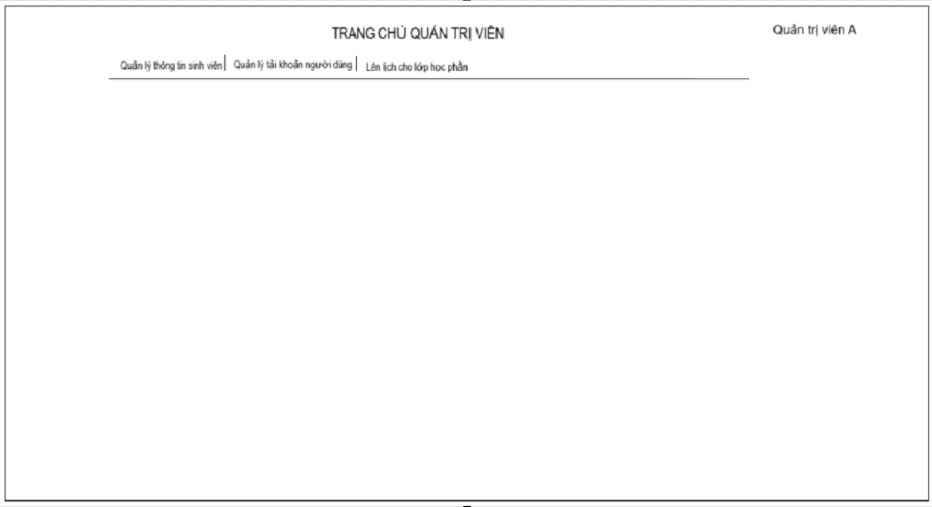 TRANG CHỦ QUẢN TRỊ VIÊN
Quản trị viên A
Quản lý thông tin sinh viên | Quản lý tài khoản người dùng | Lên lịch cho lớp học phần